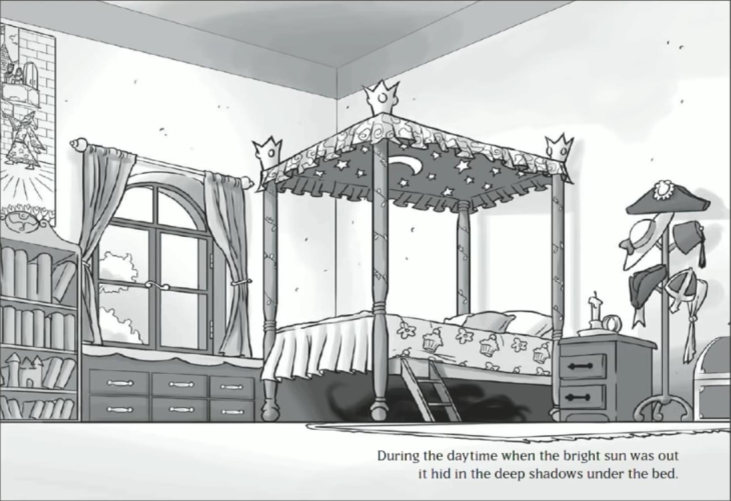 During the daytime when the bright sun was out
it hid in the deep shadows under the bed.